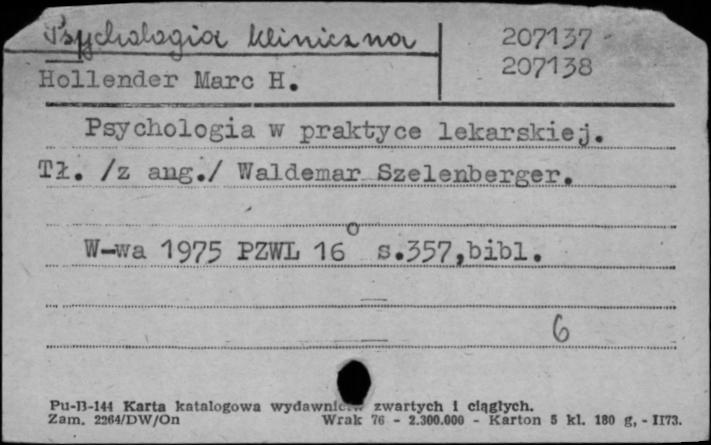 Psychologia kliniczna
207137
207138
Hollender Marc H.
Psychologia w praktyce lekarskiej.
Tł. /z ang./ Waldemar Szelenberger.
W-wa 1975 PZWL 16° s.357,bibl.
6
Pu-B-144 Karta katalogowa wydawnictw zwartych i ciągłych.
Zam. 2264/DW/On Wrak 76 - 2.300.000 - Karton 5 kl. 180 g, - II73.